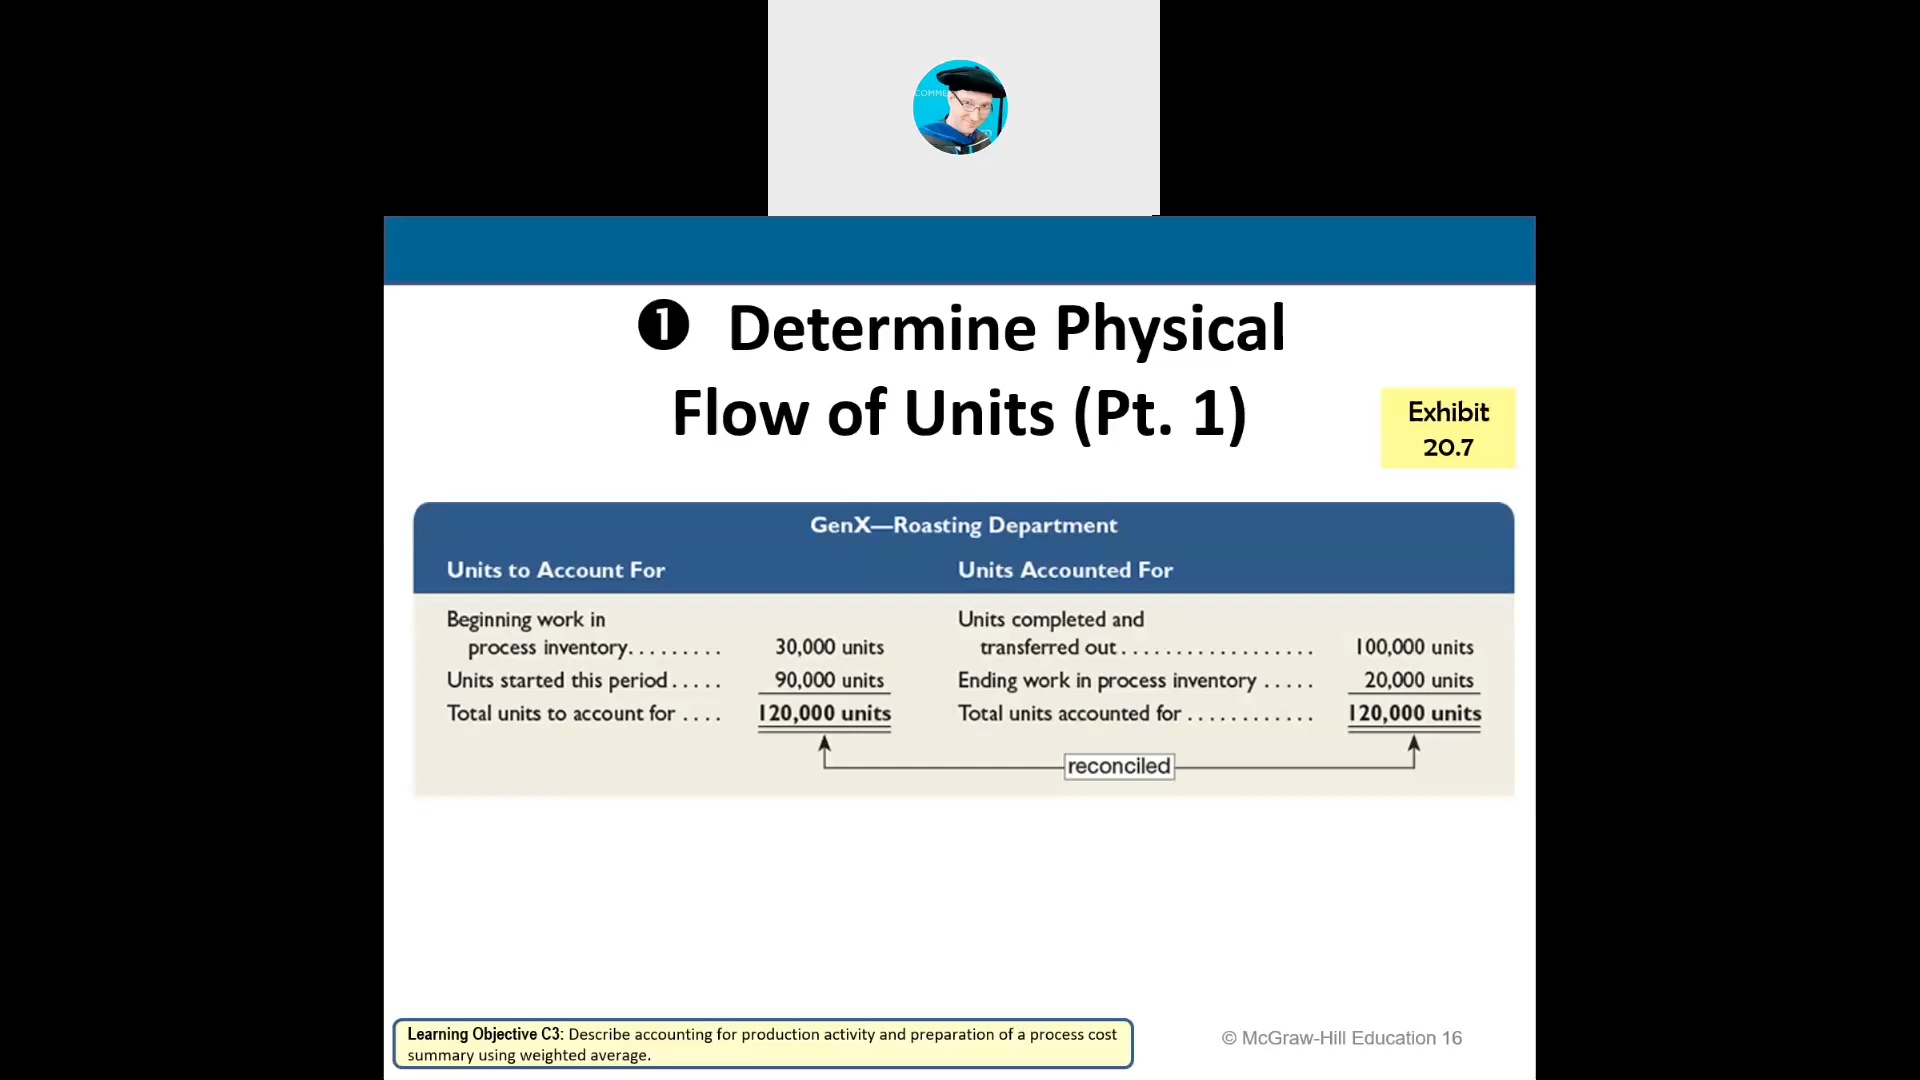 COMME
❶ Determine Physical
Flow of Units (Pt. 1)
Exhibit
20.7
GenX—Roasting Department
Units to Account For
Units Accounted For
Beginning work in
process inventory......... 30,000 units
Units started this period..... 90,000 units
Total units to account for .... 120,000 units
Units completed and
transferred out.................. 100,000 units
Ending work in process inventory ..... 20,000 units
Total units accounted for ............ 120,000 units
reconciled
Learning Objective C3: Describe accounting for production activity and preparation of a process cost
summary using weighted average.
© McGraw-Hill Education 16